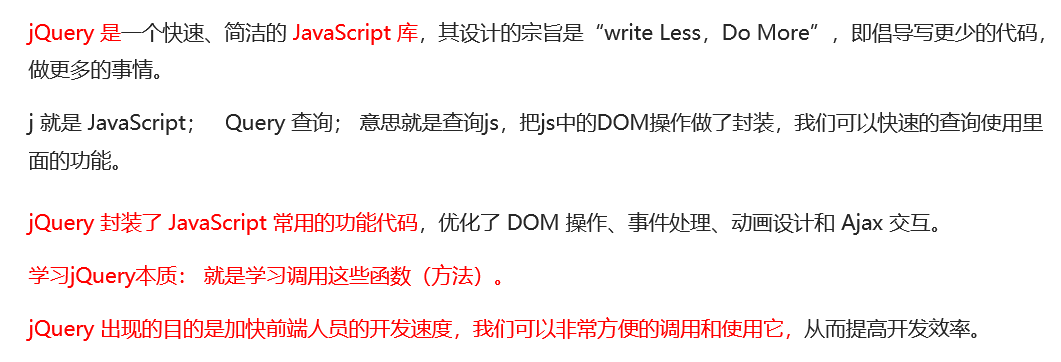 jQuery 是一个快速、简洁的 JavaScript 库，其设计的宗旨是“write Less，Do More”，即倡导写更少的代码，
做更多的事情。
j 就是 JavaScript； Query 查询； 意思就是查询js，把js中的DOM操作做了封装，我们可以快速的查询使用里
面的功能。
jQuery 封装了 JavaScript 常用的功能代码，优化了 DOM 操作、事件处理、动画设计和 Ajax 交互。
学习jQuery本质： 就是学习调用这些函数（方法）。
jQuery 出现的目的是加快前端人员的开发速度，我们可以非常方便的调用和使用它，从而提高开发效率。